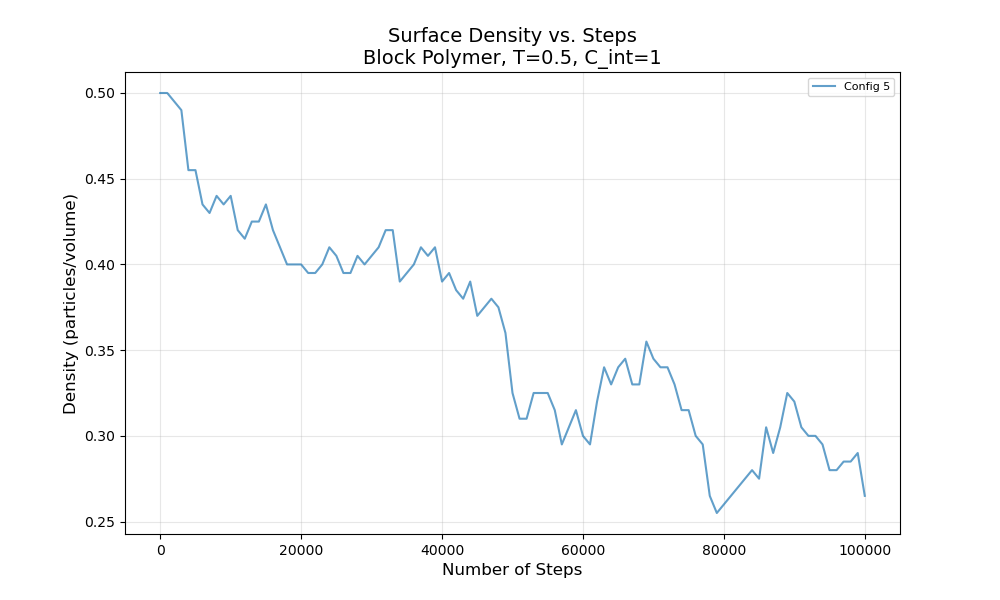 Surface Density vs. Steps
Block Polymer, T=0.5, C_int=1
Config 5
Density (particles/volume)
0.50
0.45
0.40
0.35
0.30
0.25
0
20000
40000
60000
80000
100000
Number of Steps